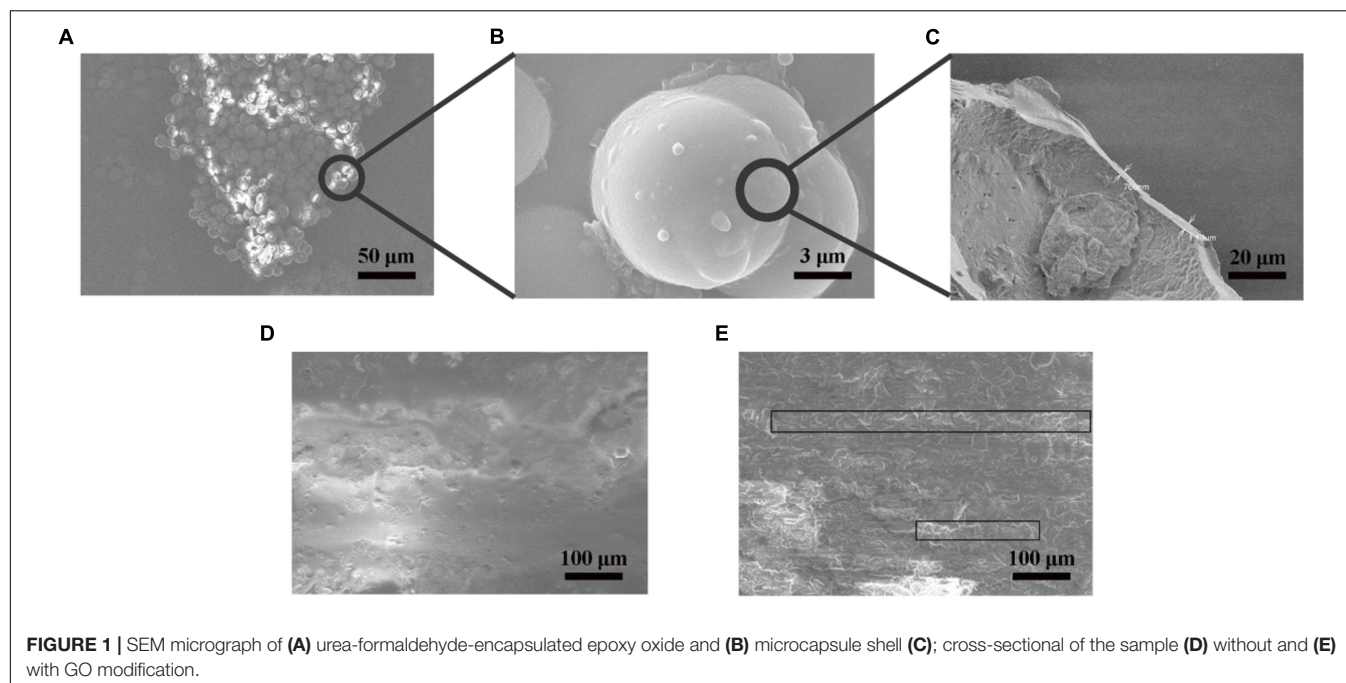 A
B
C
50 μm
3 μm
20 μm
D
E
100 μm
100 μm
FIGURE 1 | SEM micrograph of (A) urea-formaldehyde-encapsulated epoxy oxide and (B) microcapsule shell (C); cross-sectional of the sample (D) without and (E)
with GO modification.